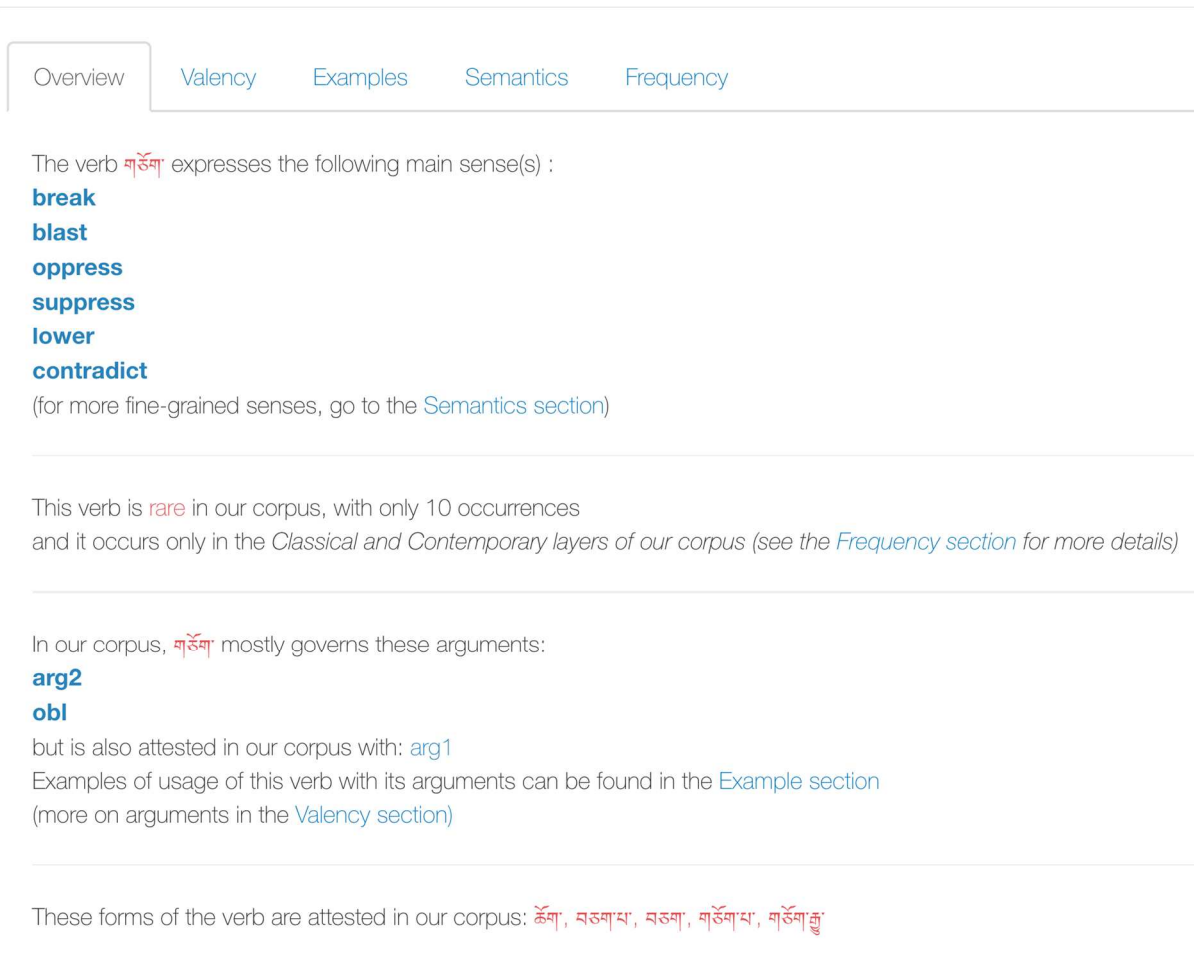 Overview Valency Examples Semantics Frequency
The verb གཅོག་ expresses the following main sense(s) :
break
blast
oppress
suppress
lower
contradict
(for more fine-grained senses, go to the Semantics section)
This verb is rare in our corpus, with only 10 occurrences
and it occurs only in the Classical and Contemporary layers of our corpus (see the Frequency section for more details)
In our corpus, གཅོག་ mostly governs these arguments:
arg2
obl
but is also attested in our corpus with: arg1
Examples of usage of this verb with its arguments can be found in the Example section
(more on arguments in the Valency section)
These forms of the verb are attested in our corpus: ཆོག་, བཅག་པ་, བཅག་, གཅོག་པ་, གཅོག་རྒྱུ་